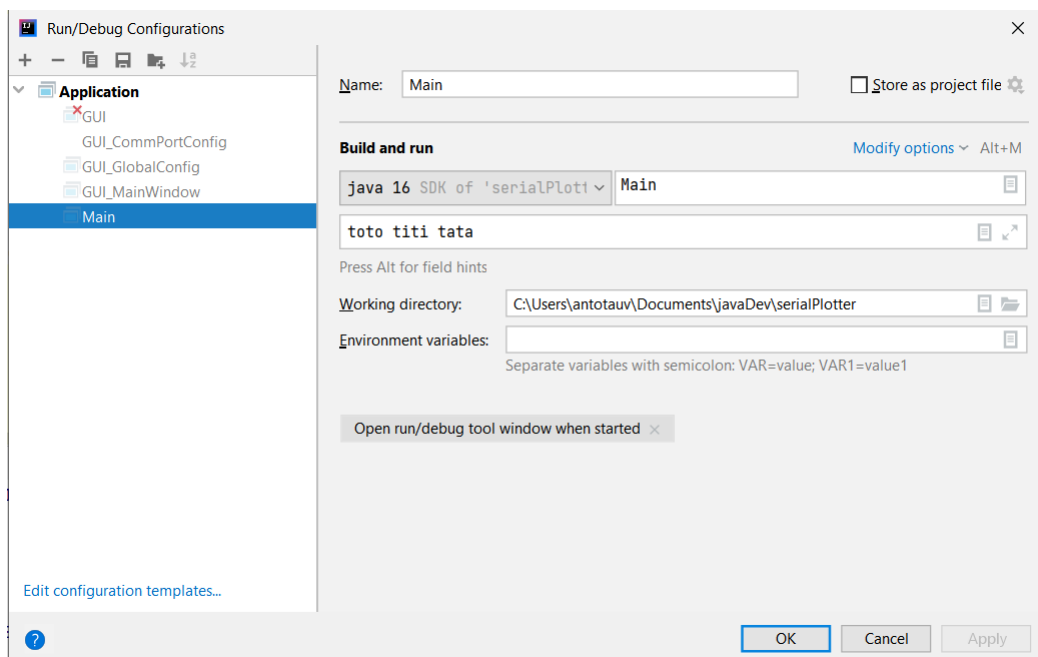 Run/Debug Configurations
Application
GUI
GUI_CommPortConfig
GUI_GlobalConfig
GUI_MainWindow
Main
Edit configuration templates...
Name: Main Store as project file
Build and run Modify options Alt+M
java 16 SDK of 'serialPlott Main
toto titi tata
Press Alt for field hints
Working directory: C:\Users\antotauv\Documents\javaDev\serialPlotter
Environment variables:
Separate variables with semicolon: VAR=value; VAR1=value1
Open run/debug tool window when started
? OK Cancel Apply